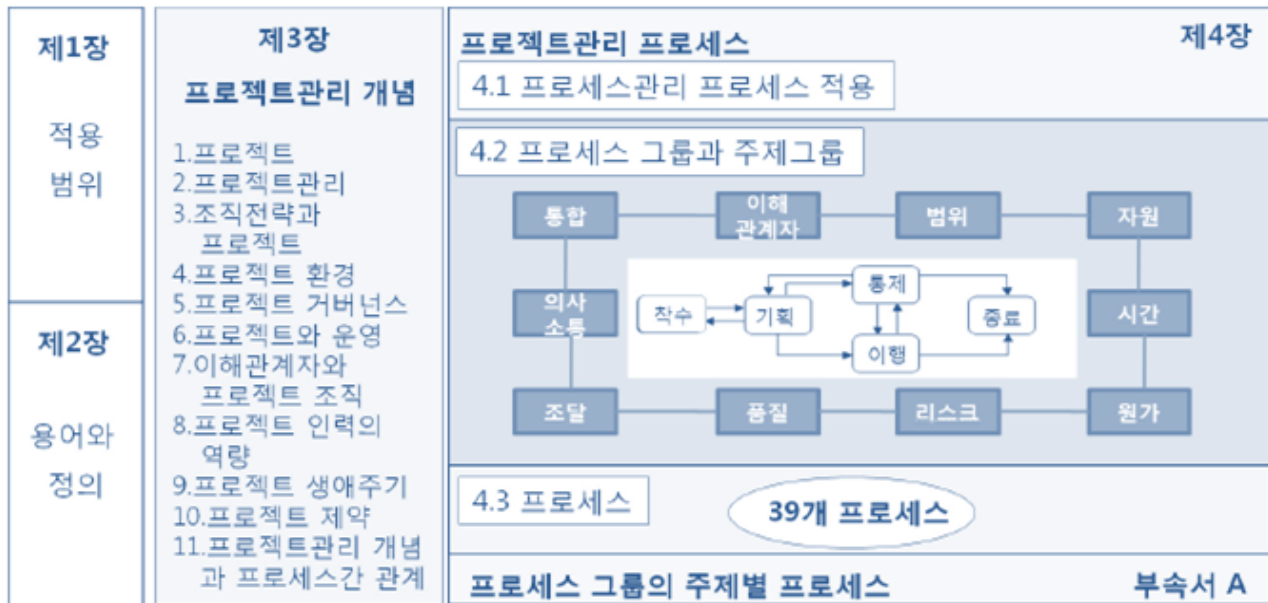 제1장
적용
범위
제2장
용어와
정의
제3장
프로젝트관리 개념
1.프로젝트
2.프로젝트관리
3.조직전략과
프로젝트
4.프로젝트 환경
5.프로젝트 거버넌스
6.프로젝트와 운영
7.이해관계자와
프로젝트 조직
8.프로젝트 인력의
역량
9.프로젝트 생애주기
10.프로젝트 제약
11.프로젝트관리 개념
과 프로세스간 관계
프로젝트관리 프로세스
제4장
4.1 프로세스관리 프로세스 적용
4.2 프로세스 그룹과 주제그룹
통합
이해
관계자
범위
자원
의사
소통
착수
기획
통제
이행
종료
시간
조달
품질
리스크
원가
4.3 프로세스
39개 프로세스
프로세스 그룹의 주제별 프로세스
부속서 A